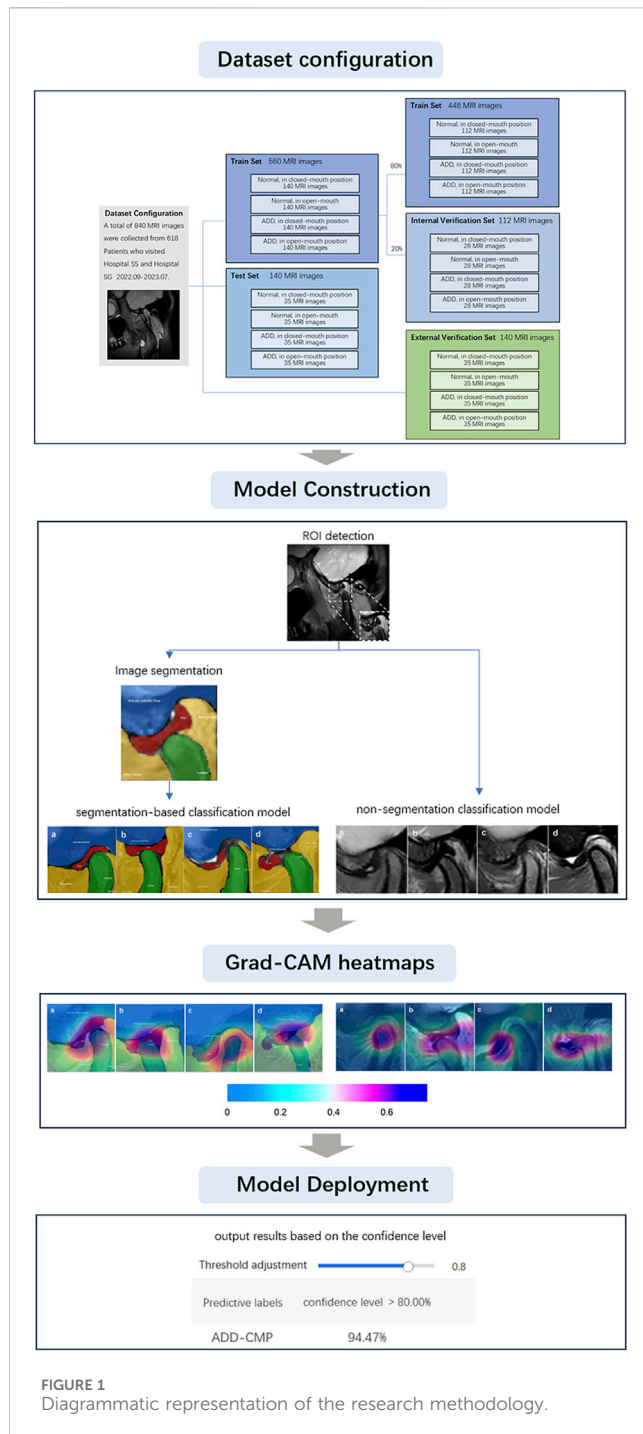 Dataset configuration
Dataset Configuration
A total of 840 MRI images
were collected from 618
Patients who visited
Hospital SS and Hospital
SG 2022.09-2023.07.
Train Set 560 MRI images
Normal, in closed-mouth position
140 MRI images
Normal, in open-mouth
140 MRI images
ADD, in closed-mouth position
140 MRI images
ADD, in open-mouth position
140 MRI images
Test Set 140 MRI images
Normal, in closed-mouth position
35 MRI images
Normal, in open-mouth
35 MRI images
ADD, in closed-mouth position
35 MRI images
ADD, in open-mouth position
35 MRI images
80%
20%
Train Set 448 MRI images
Normal, in closed-mouth position
112 MRI images
Normal, in open-mouth
112 MRI images
ADD, in closed-mouth position
112 MRI images
ADD, in open-mouth position
112 MRI images
Internal Verification Set 112 MRI images
Normal, in closed-mouth position
28 MRI images
Normal, in open-mouth
28 MRI images
ADD, in closed-mouth position
28 MRI images
ADD, in open-mouth position
28 MRI images
External Verification Set 140 MRI images
Normal, in closed-mouth position
35 MRI images
Normal, in open-mouth
35 MRI images
ADD, in closed-mouth position
35 MRI images
ADD, in open-mouth position
35 MRI images
Model Construction
ROI detection
Image segmentation
segmentation-based classification model
a b c d
non-segmentation classification model
a b c d
Grad-CAM heatmaps
a b c d
a b c d
0 0.2 0.4 0.6
Model Deployment
output results based on the confidence level
Threshold adjustment 0.8
Predictive labels confidence level > 80.00%
ADD-CMP 94.47%
FIGURE 1
Diagrammatic representation of the research methodology.